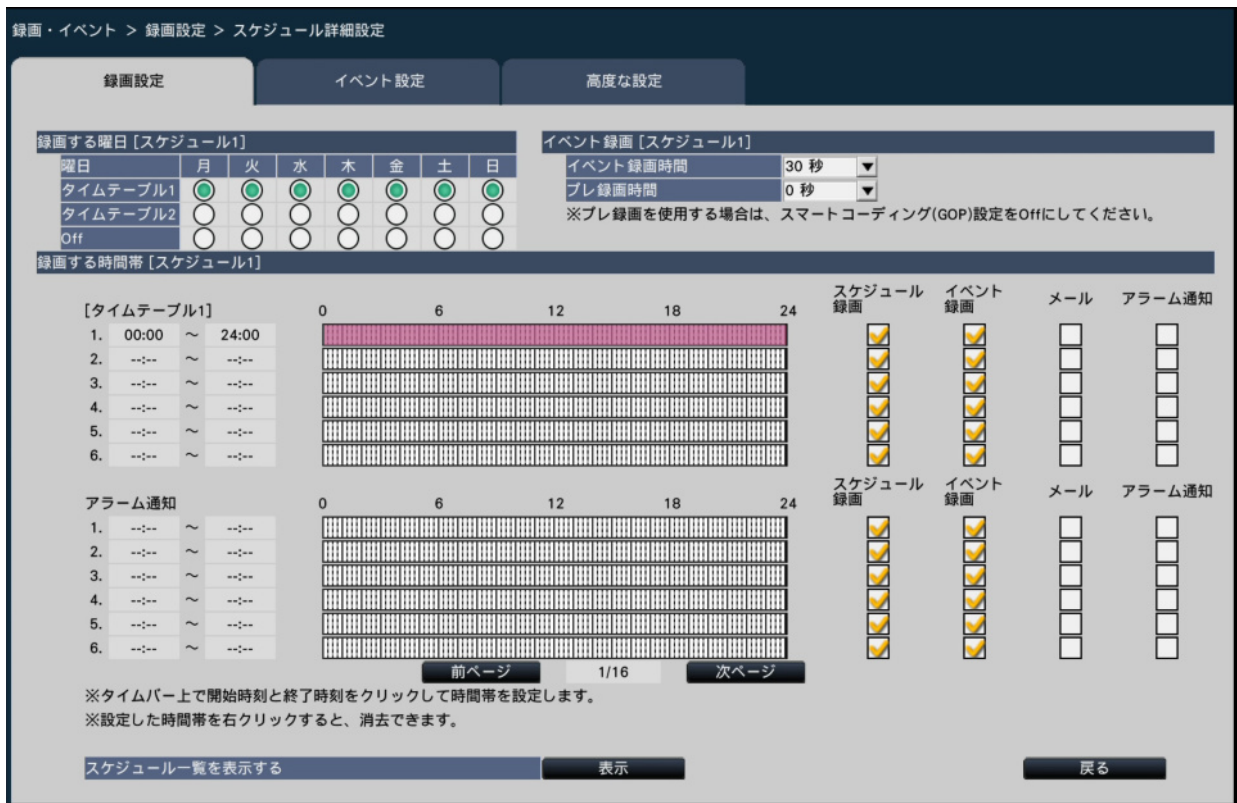 録画・イベント > 録画設定 > スケジュール詳細設定
録画設定 イベント設定 高度な設定
録画する曜日 [スケジュール1]
曜日 月 火 水 木 金 土 日
タイムテーブル1
タイムテーブル2
Off
イベント録画 [スケジュール1]
イベント録画時間 30 秒
プレ録画時間 0 秒
※プレ録画を使用する場合は、スマートコーディング(GOP)設定をOffにしてください。
録画する時間帯 [スケジュール1]
[タイムテーブル1] 0 6 12 18 24 スケジュール録画 イベント録画 メール アラーム通知
1. 00:00 ～ 24:00
2. --:-- ～ --:--
3. --:-- ～ --:--
4. --:-- ～ --:--
5. --:-- ～ --:--
6. --:-- ～ --:--
アラーム通知 0 6 12 18 24 スケジュール録画 イベント録画 メール アラーム通知
1. --:-- ～ --:--
2. --:-- ～ --:--
3. --:-- ～ --:--
4. --:-- ～ --:--
5. --:-- ～ --:--
6. --:-- ～ --:--
前ページ 1/16 次ページ
※タイムバー上で開始時刻と終了時刻をクリックして時間帯を設定します。
※設定した時間帯を右クリックすると、消去できます。
スケジュール一覧を表示する 表示 戻る